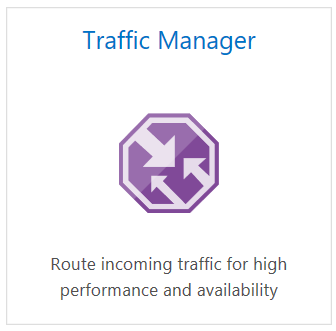 Traffic Manager
Route incoming traffic for high
performance and availability